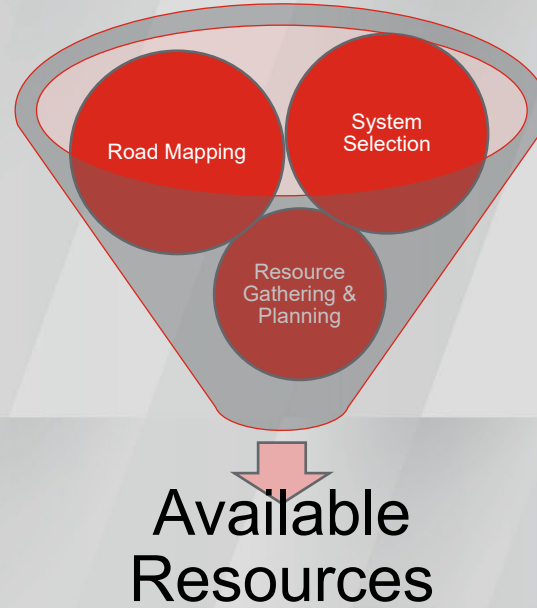 Road Mapping
System
Selection
Resource
Gathering &
Planning
Available
Resources